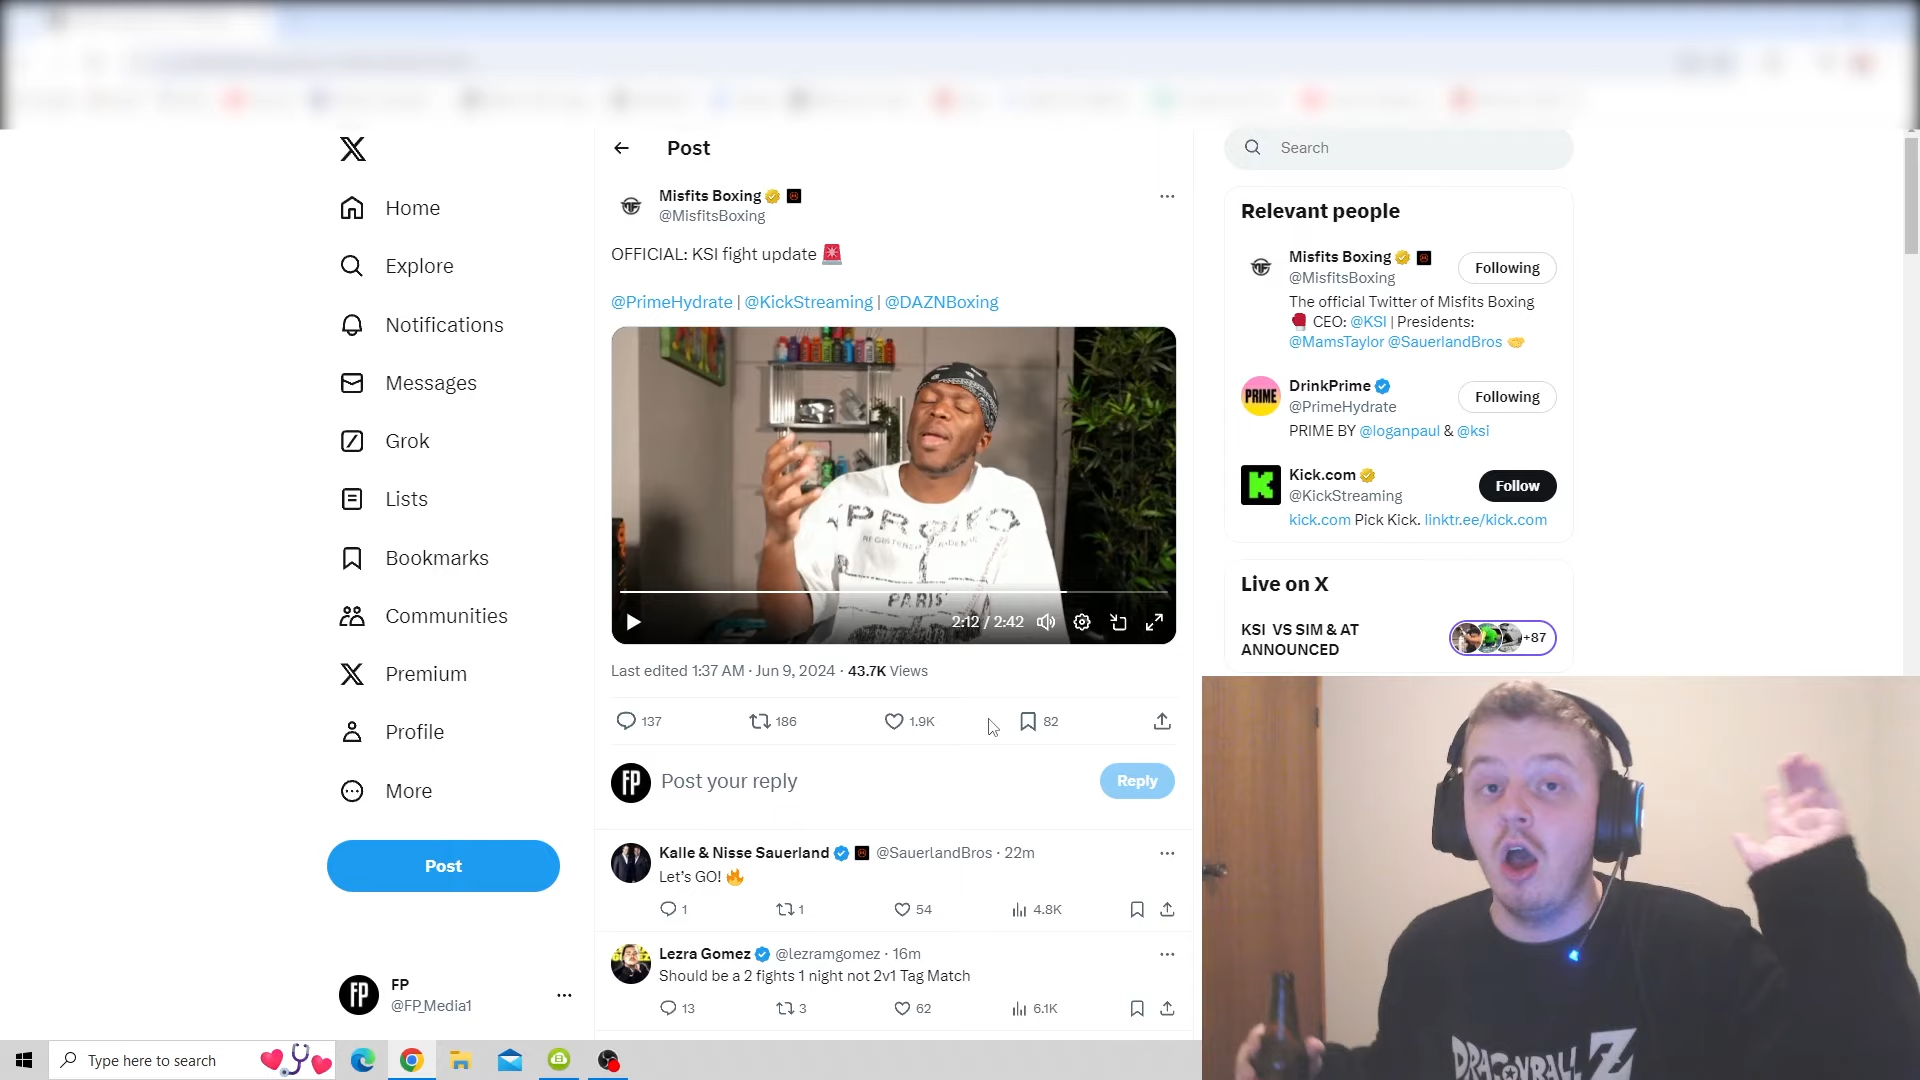 Home
Explore
Notifications
Messages
Grok
Lists
Bookmarks
Communities
Premium
Profile
More
Post
FP
@FP_Media1
Post
Misfits Boxing
@MisfitsBoxing
OFFICIAL: KSI fight update 🚨
@PrimeHydrate | @KickStreaming | @DAZNBoxing
PARIS
2:12 / 2:42
Last edited 1:37 AM · Jun 9, 2024 · 43.7K Views
137 186 1.9K 82
FP Post your reply Reply
Kalle & Nisse Sauerland @SauerlandBros · 22m
Let's GO! 🔥
1 1 54 4.8K
Lezra Gomez @lezramgomez · 16m
Should be a 2 fights 1 night not 2v1 Tag Match
13 3 62 6.1K
Search
Relevant people
Misfits Boxing
@MisfitsBoxing
Following
The official Twitter of Misfits Boxing
🥊 CEO: @KSI | Presidents:
@MamsTaylor @SauerlandBros 🤝
PRIME
DrinkPrime
@PrimeHydrate
Following
PRIME BY @loganpaul & @ksi
K
Kick.com
@KickStreaming
Follow
kick.com Pick Kick. linktr.ee/kick.com
Live on X
KSI VS SIM & AT
ANNOUNCED
+87
DRAGONBALL Z
Type here to search